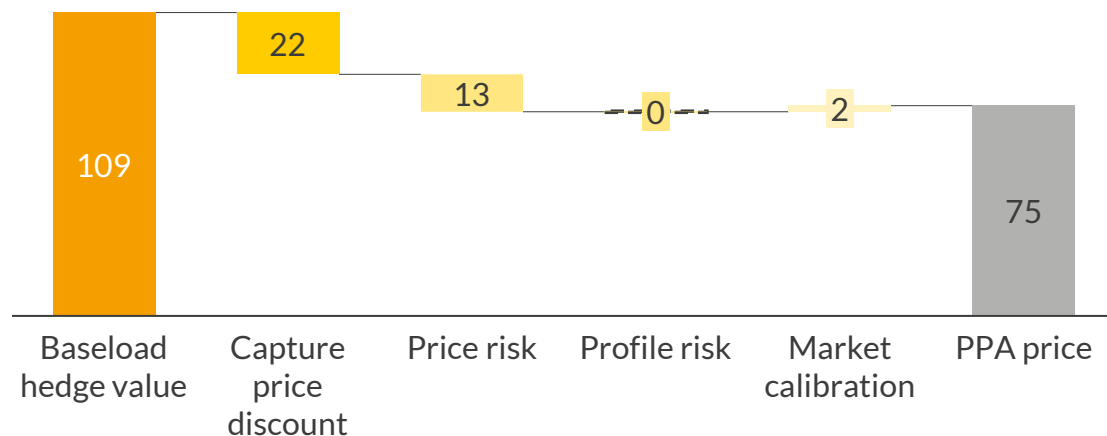 109
22
13
0
2
75
Baseload
hedge value
Capture
price
discount
Price risk
Profile risk
Market
calibration
PPA price